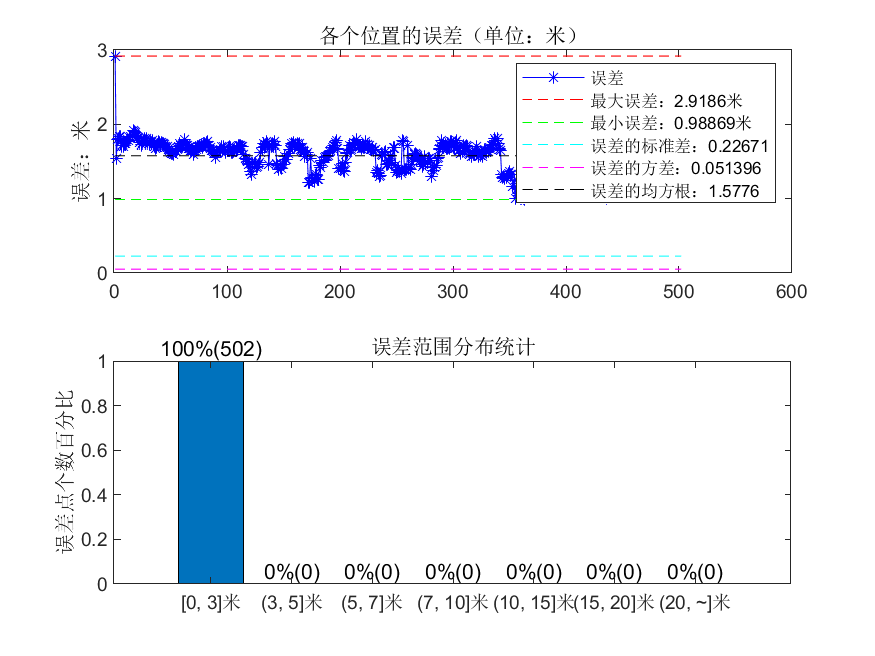 各个位置的误差（单位：米）
3
2
1
0
误差：米
误差
最大误差：2.9186米
最小误差：0.98869米
误差的标准差：0.22671
误差的方差：0.051396
误差的均方根：1.5776
0 100 200 300 400 500 600
误差范围分布统计
100%(502)
1
0.8
0.6
0.4
0.2
0
误差点个数百分比
0%(0) 0%(0) 0%(0) 0%(0) 0%(0) 0%(0)
[0, 3]米 (3, 5]米 (5, 7]米 (7, 10]米 (10, 15]米 (15, 20]米 (20, ~]米